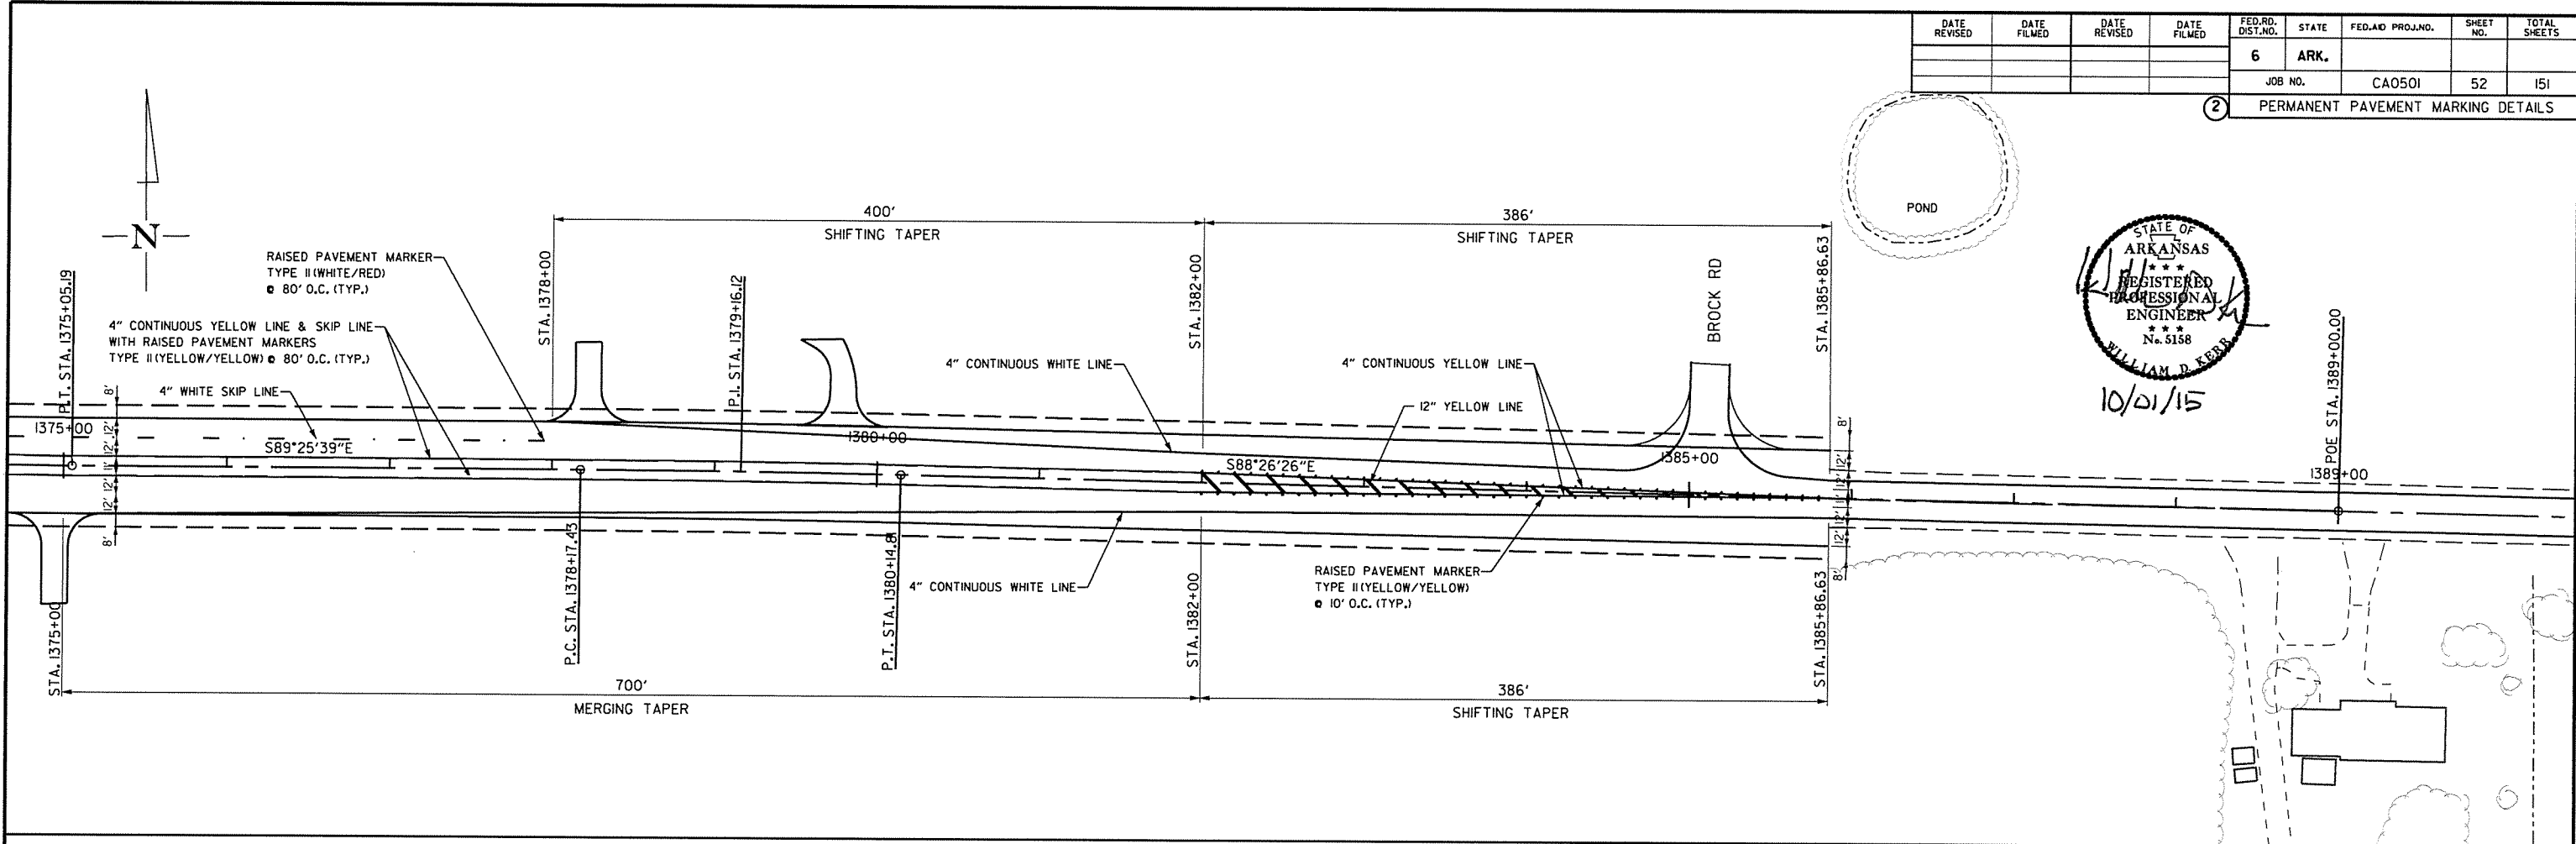 DATE REVISED
DATE FILMED
DATE REVISED
DATE FILMED
FED.RD. DIST.NO.
STATE
FED.AID PROJ.NO.
SHEET NO.
TOTAL SHEETS
6
ARK.
JOB NO.
CA0501
52
151
2
PERMANENT PAVEMENT MARKING DETAILS
N
400'
SHIFTING TAPER
386'
SHIFTING TAPER
POND
STATE OF
ARKANSAS
★ ★ ★
REGISTERED
PROFESSIONAL
ENGINEER
★ ★ ★
No. 5158
WILLIAM D. KERR
10/01/15
P.T. STA. 1375+05.19
RAISED PAVEMENT MARKER
TYPE II (WHITE/RED)
@ 80' O.C. (TYP.)
4" CONTINUOUS YELLOW LINE & SKIP LINE
WITH RAISED PAVEMENT MARKERS
TYPE II (YELLOW/YELLOW) @ 80' O.C. (TYP.)
4" WHITE SKIP LINE
STA. 1378+00
P.I. STA. 1379+16.12
STA. 1382+00
4" CONTINUOUS WHITE LINE
4" CONTINUOUS YELLOW LINE
12" YELLOW LINE
BROCK RD
STA. 1385+86.63
POE STA. 1389+00.00
8'
12'
12'
11'
12'
12'
8'
1375+00
S89°25'39"E
1380+00
S88°26'26"E
1385+00
1389+00
8'
12'
12'
11'
12'
12'
8'
STA. 1375+00
P.C. STA. 1378+17.43
P.T. STA. 1380+14.81
4" CONTINUOUS WHITE LINE
STA. 1382+00
RAISED PAVEMENT MARKER
TYPE II (YELLOW/YELLOW)
@ 10' O.C. (TYP.)
STA. 1385+86.63
700'
MERGING TAPER
386'
SHIFTING TAPER